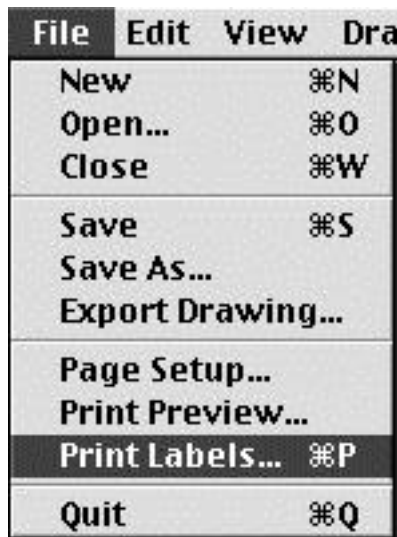 File Edit View Dra
New ⌘N
Open... ⌘O
Close ⌘W
Save ⌘S
Save As...
Export Drawing...
Page Setup...
Print Preview...
Print Labels... ⌘P
Quit ⌘Q